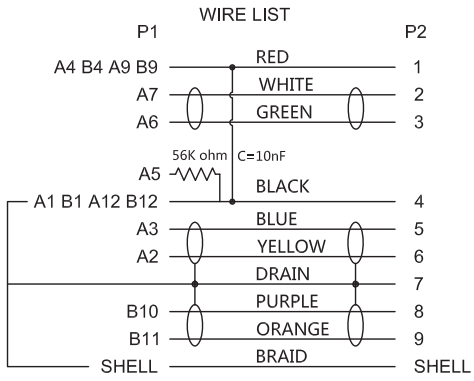 WIRE LIST
P1 P2
A4 B4 A9 B9 RED 1
A7 WHITE 2
A6 GREEN 3
A5 56K ohm C=10nF
A1 B1 A12 B12 BLACK 4
A3 BLUE 5
A2 YELLOW 6
DRAIN 7
B10 PURPLE 8
B11 ORANGE 9
SHELL BRAID SHELL